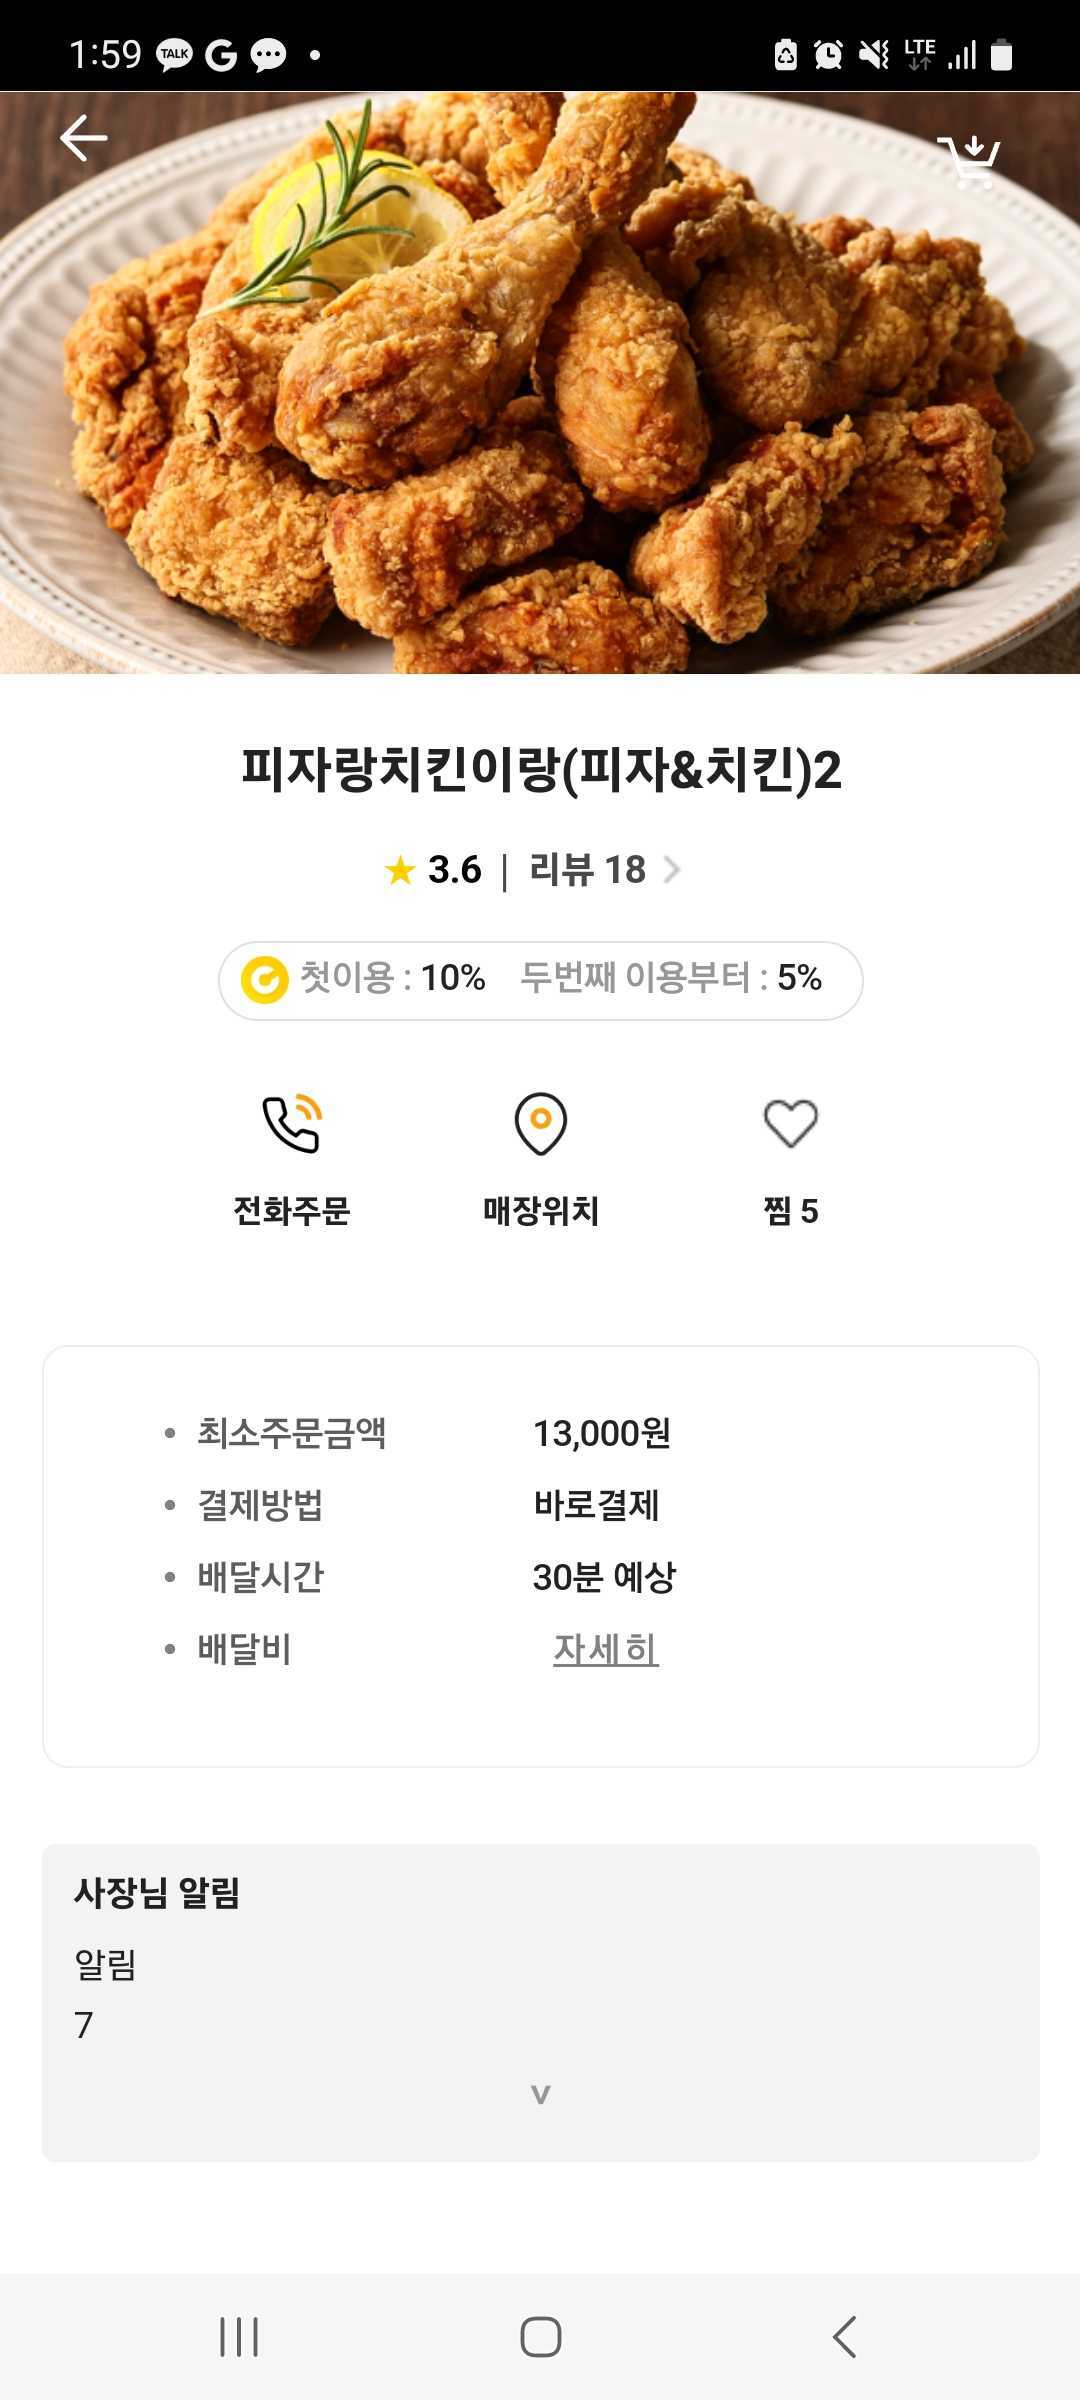 1:59 TALK G LTE
피자랑치킨이랑(피자&치킨)2
3.6 | 리뷰 18
첫이용 : 10% 두번째 이용부터 : 5%
전화주문 매장위치 찜 5
최소주문금액 13,000원
결제방법 바로결제
배달시간 30분 예상
배달비 자세히
사장님 알림
알림
7